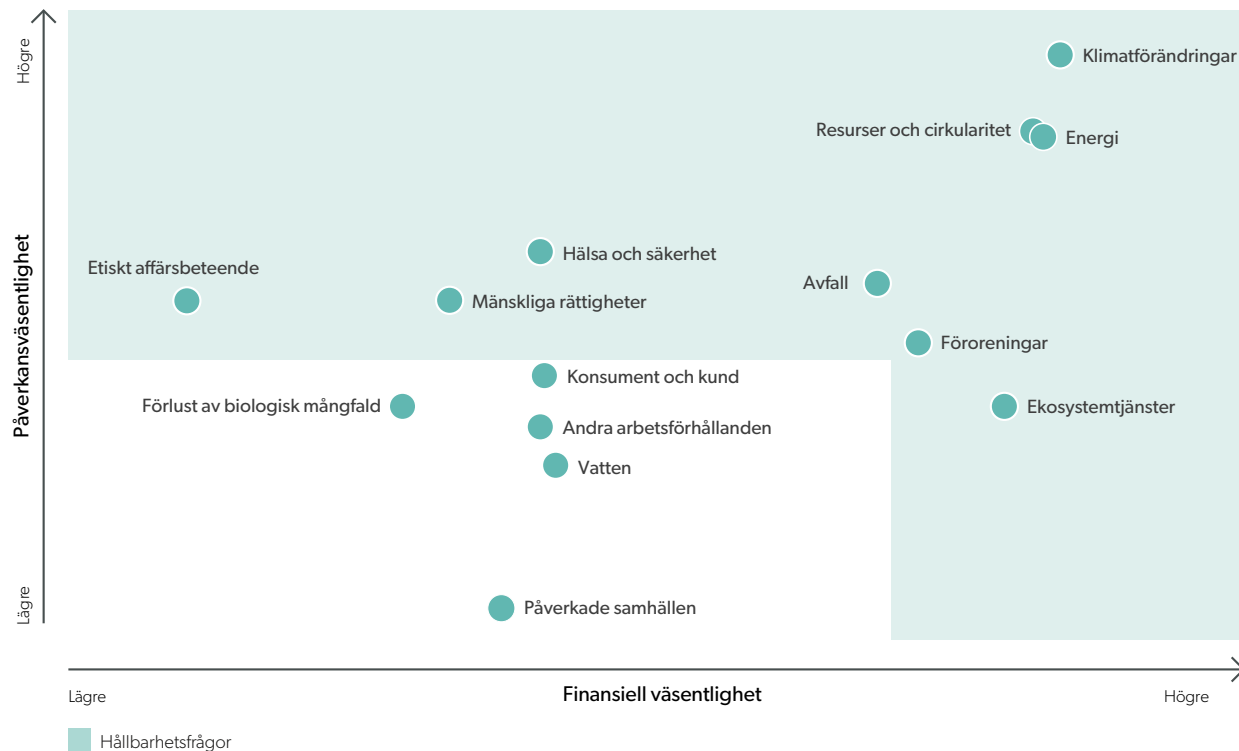 Högre
Klimatförändringar
Resurser och cirkularitet
Energi
Hälsa och säkerhet
Etiskt affärsbeteende
Avfall
Mänskliga rättigheter
Föroreningar
Påverkansväsentlighet
Konsument och kund
Förlust av biologisk mångfald
Ekosystemtjänster
Andra arbetsförhållanden
Vatten
Lägre
Påverkade samhällen
Lägre
Finansiell väsentlighet
Högre
Hållbarhetsfrågor